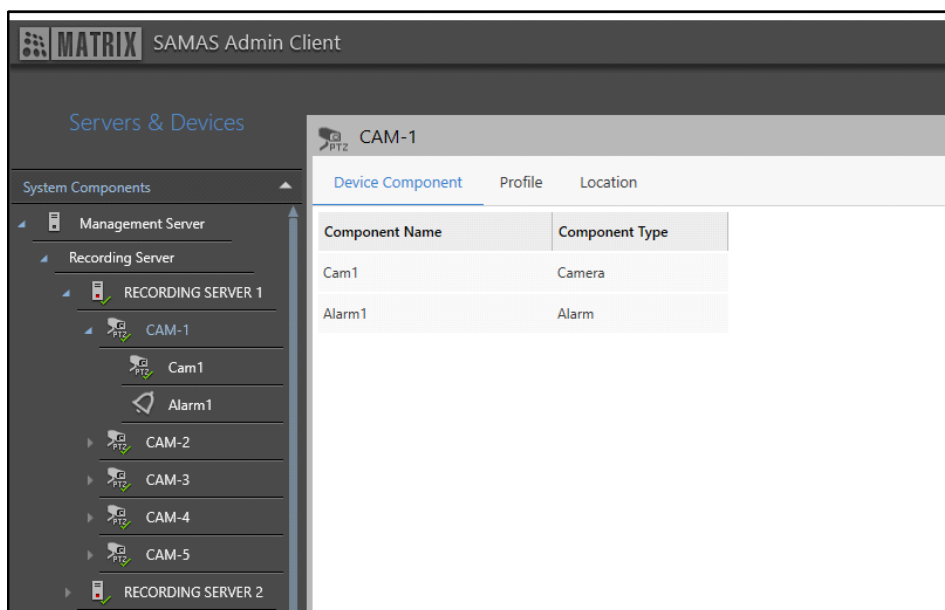 MATRIX SAMAS Admin Client
Servers & Devices
System Components
Management Server
Recording Server
RECORDING SERVER 1
CAM-1
Cam1
Alarm1
CAM-2
CAM-3
CAM-4
CAM-5
RECORDING SERVER 2
CAM-1
Device Component Profile Location
Component Name Component Type
Cam1 Camera
Alarm1 Alarm